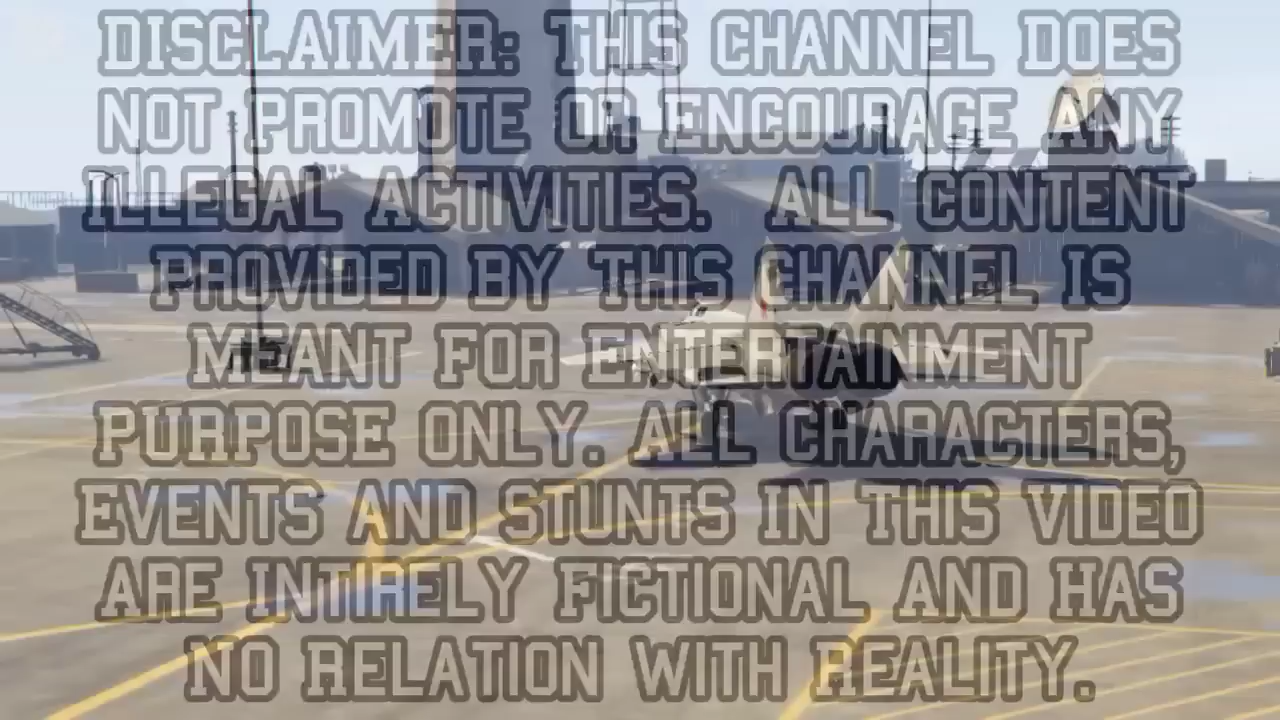 DISCLAIMER: THIS CHANNEL DOES
NOT PROMOTE OR ENCOURAGE ANY
ILLEGAL ACTIVITIES. ALL CONTENT
PROVIDED BY THIS CHANNEL IS
MEANT FOR ENTERTAINMENT
PURPOSE ONLY. ALL CHARACTERS,
EVENTS AND STUNTS IN THIS VIDEO
ARE INTIRELY FICTIONAL AND HAS
NO RELATION WITH REALITY.